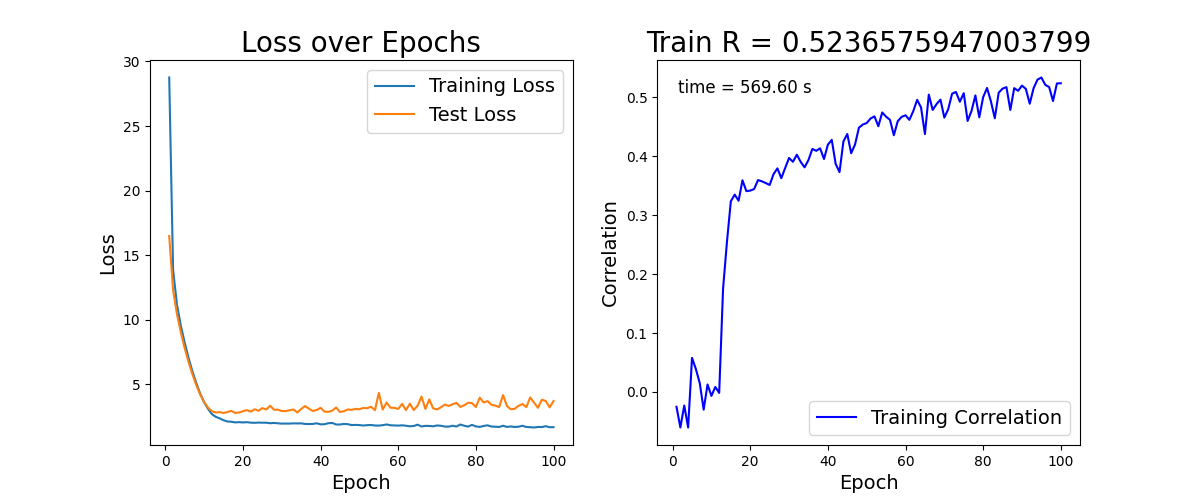 Loss over Epochs
Training Loss
Test Loss
30
25
20
15
10
5
Loss
0
20
40
60
80
100
Epoch
Train R = 0.5236575947003799
time = 569.60 s
0.5
0.4
0.3
0.2
0.1
0.0
Correlation
Training Correlation
0
20
40
60
80
100
Epoch